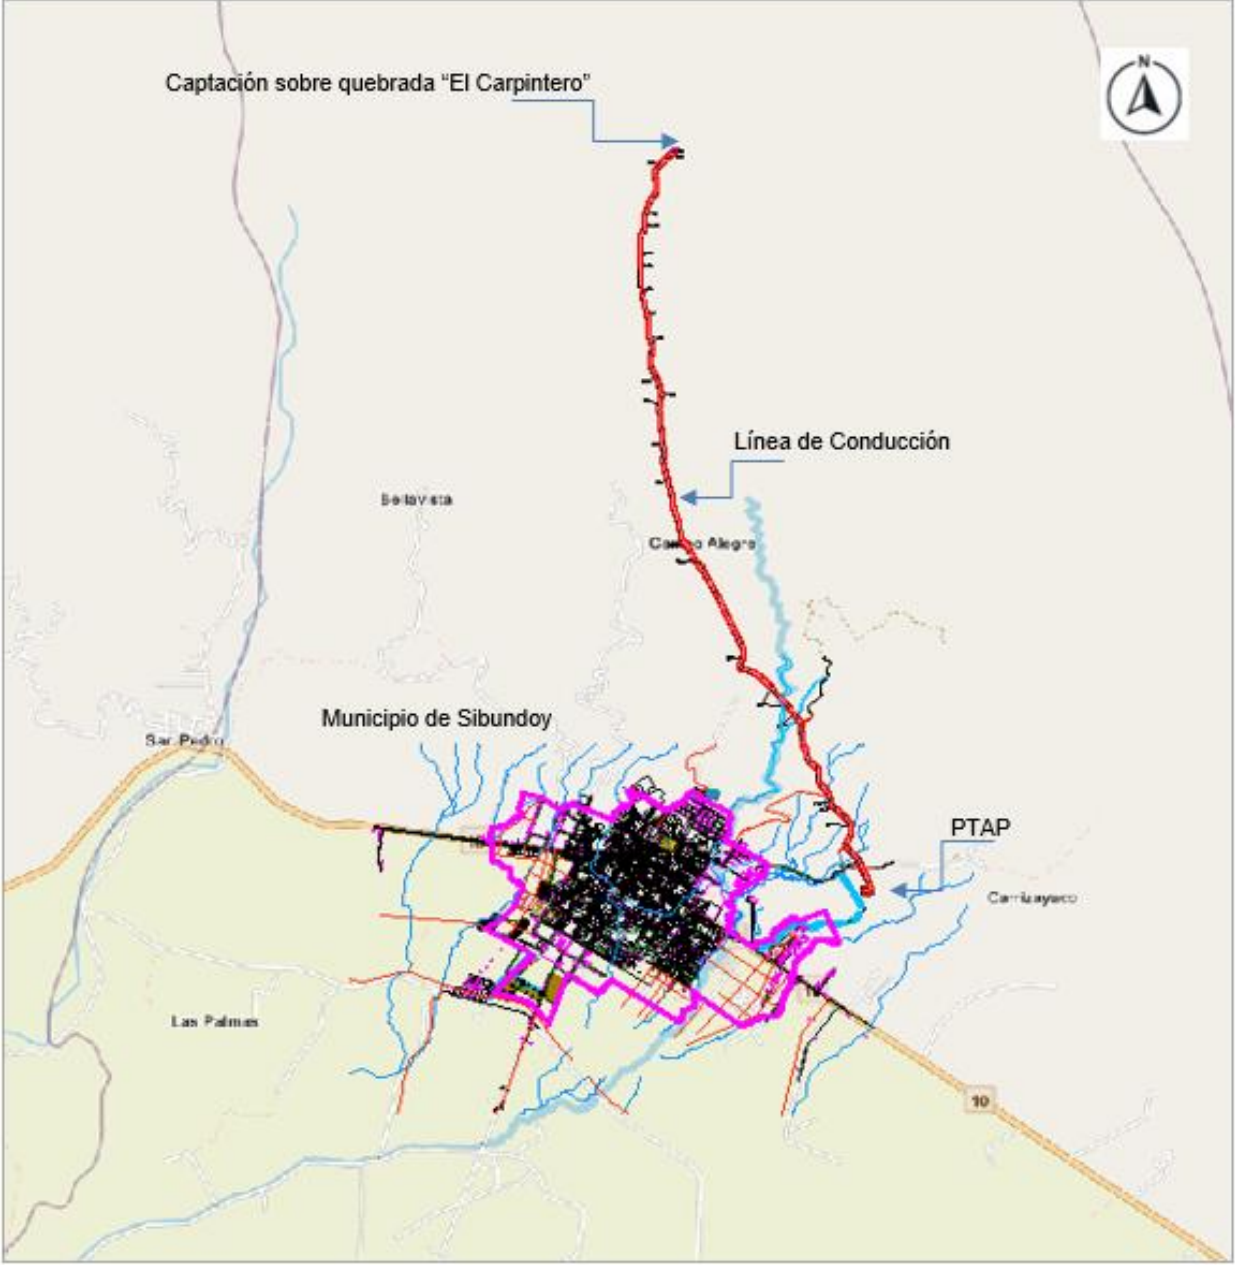 N
Captación sobre quebrada “El Carpintero”
Línea de Conducción
Bellavista
Alegre
Municipio de Sibundoy
San Pedro
PTAP
Carrizayaco
Las Palmas
10